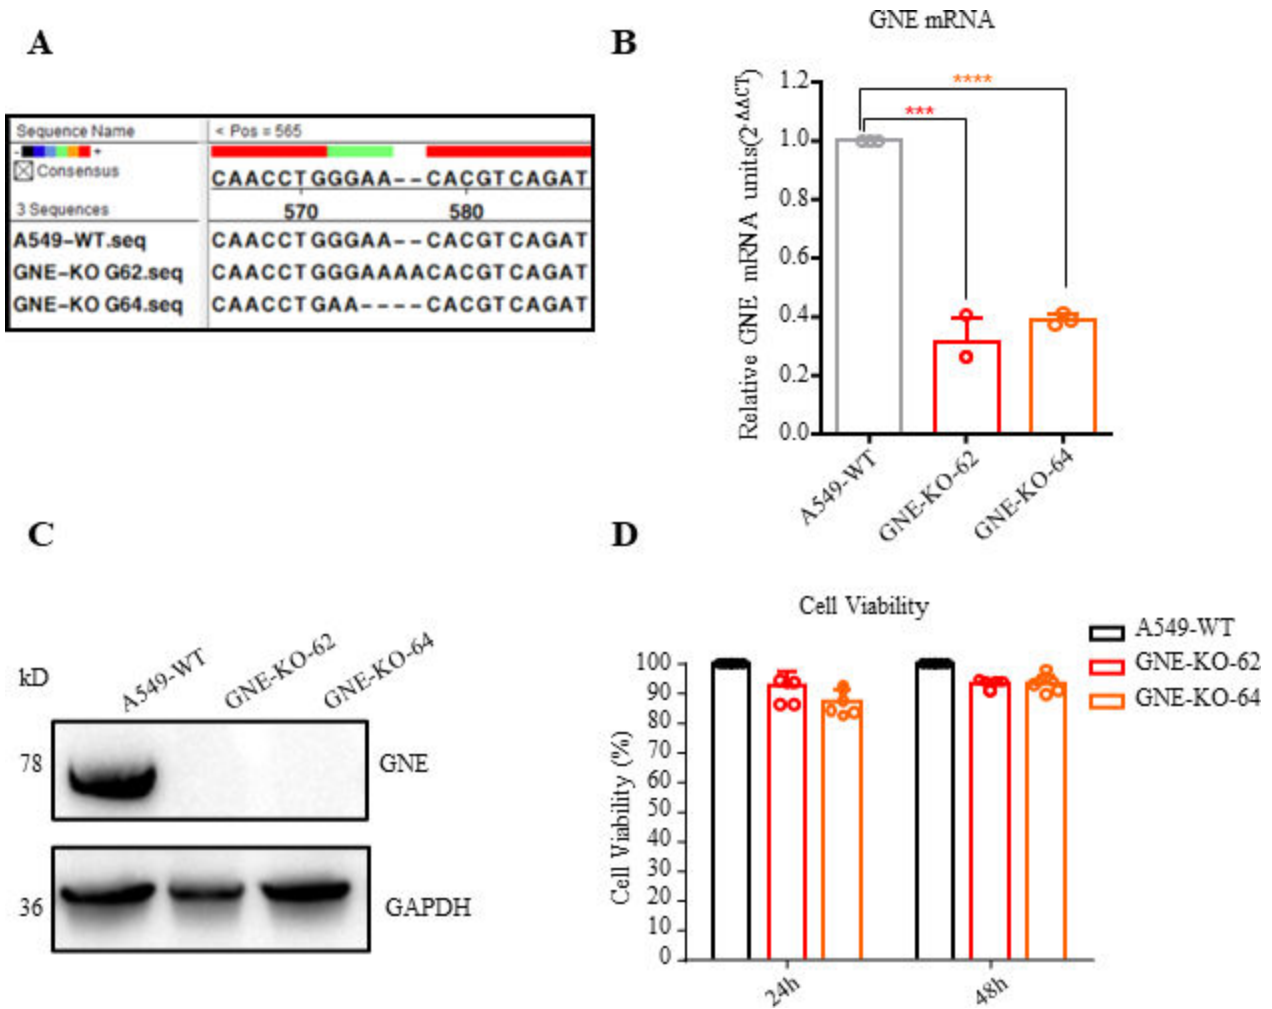 A
Sequence Name
< Pos = 565
- +
Consensus
CAACCTGGGAA--CACGTCAGAT
3 Sequences
570 580
A549-WT.seq CAACCTGGGAA--CACGTCAGAT
GNE-KO G62.seq CAACCTGGGAAAACACGTCAGAT
GNE-KO G64.seq CAACCTGAA----CACGTCAGAT
B
GNE mRNA
Relative GNE mRNA units(2-ΔΔCT)
1.2
1.0
0.8
0.6
0.4
0.2
0.0
****
***
A549-WT
GNE-KO-62
GNE-KO-64
C
kD
A549-WT
GNE-KO-62
GNE-KO-64
78
GNE
36
GAPDH
D
Cell Viability
A549-WT
GNE-KO-62
GNE-KO-64
Cell Viability (%)
100
90
80
70
60
50
40
30
20
10
0
24h
48h